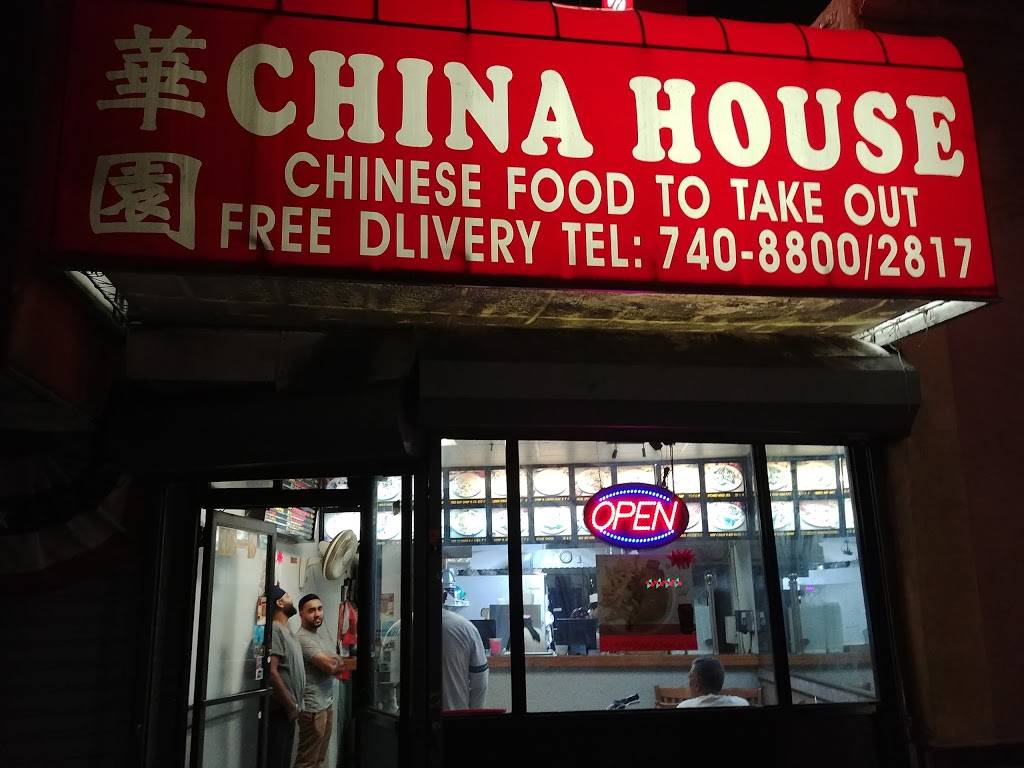 華園
CHINA HOUSE
CHINESE FOOD TO TAKE OUT
FREE DLIVERY TEL: 740-8800/2817
OPEN